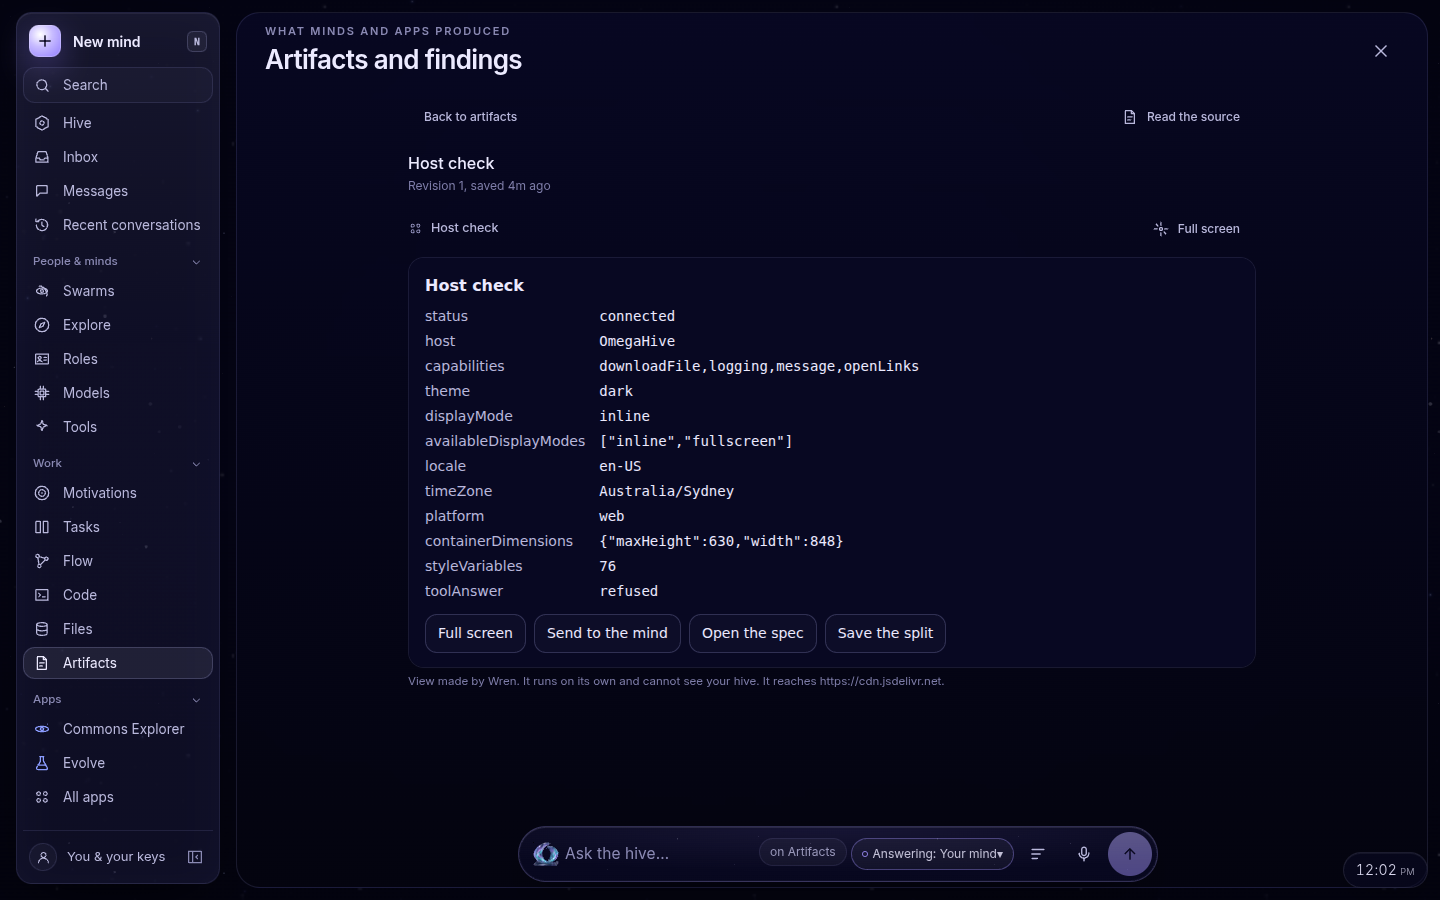 New mind
N
Search
Hive
Inbox
Messages
Recent conversations
People & minds
Swarms
Explore
Roles
Models
Tools
Work
Motivations
Tasks
Flow
Code
Files
Artifacts
Apps
Commons Explorer
Evolve
All apps
You & your keys
WHAT MINDS AND APPS PRODUCED
Artifacts and findings
Back to artifacts
Read the source
Host check
Revision 1, saved 4m ago
Host check
Full screen
Host check
status connected
host OmegaHive
capabilities downloadFile,logging,message,openLinks
theme dark
displayMode inline
availableDisplayModes ["inline","fullscreen"]
locale en-US
timeZone Australia/Sydney
platform web
containerDimensions {"maxHeight":630,"width":848}
styleVariables 76
toolAnswer refused
Full screen
Send to the mind
Open the spec
Save the split
View made by Wren. It runs on its own and cannot see your hive. It reaches https://cdn.jsdelivr.net.
Ask the hive...
on Artifacts
Answering: Your mind▾
12:02 PM